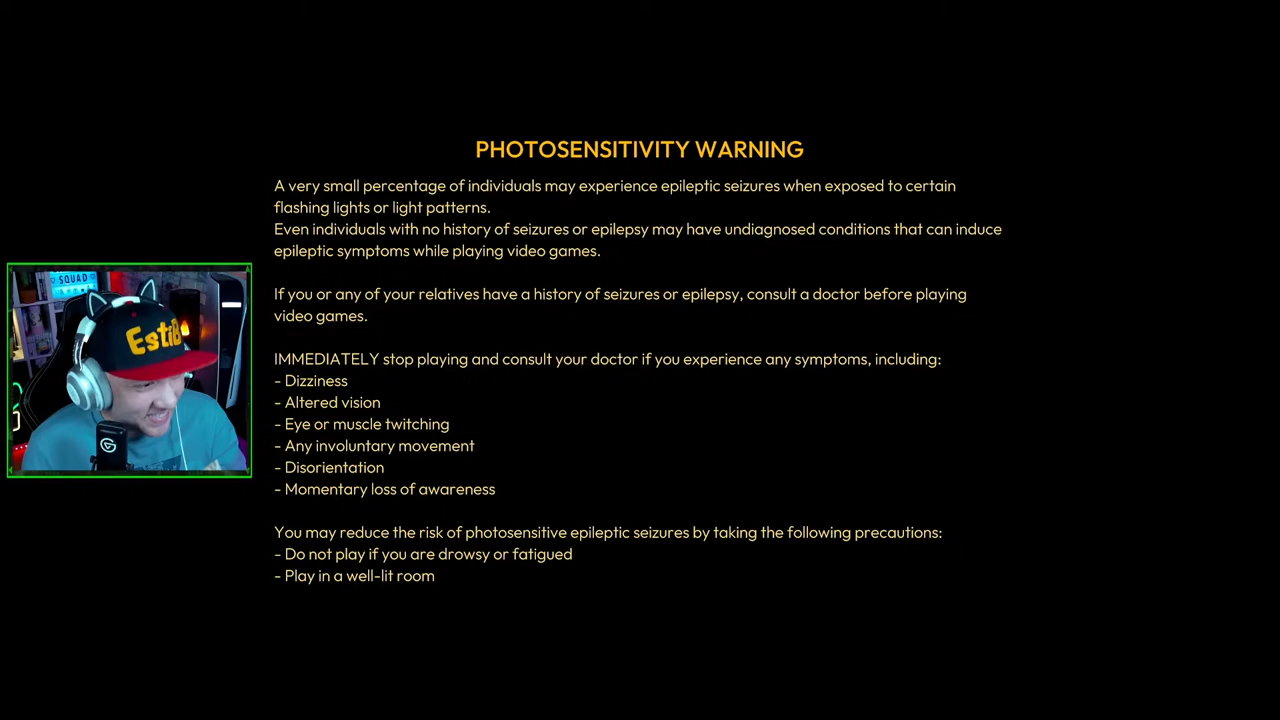 PHOTOSENSITIVITY WARNING
A very small percentage of individuals may experience epileptic seizures when exposed to certain
flashing lights or light patterns.
Even individuals with no history of seizures or epilepsy may have undiagnosed conditions that can induce
epileptic symptoms while playing video games.
If you or any of your relatives have a history of seizures or epilepsy, consult a doctor before playing
video games.
IMMEDIATELY stop playing and consult your doctor if you experience any symptoms, including:
- Dizziness
- Altered vision
- Eye or muscle twitching
- Any involuntary movement
- Disorientation
- Momentary loss of awareness
You may reduce the risk of photosensitive epileptic seizures by taking the following precautions:
- Do not play if you are drowsy or fatigued
- Play in a well-lit room
SQUAD
EstiB